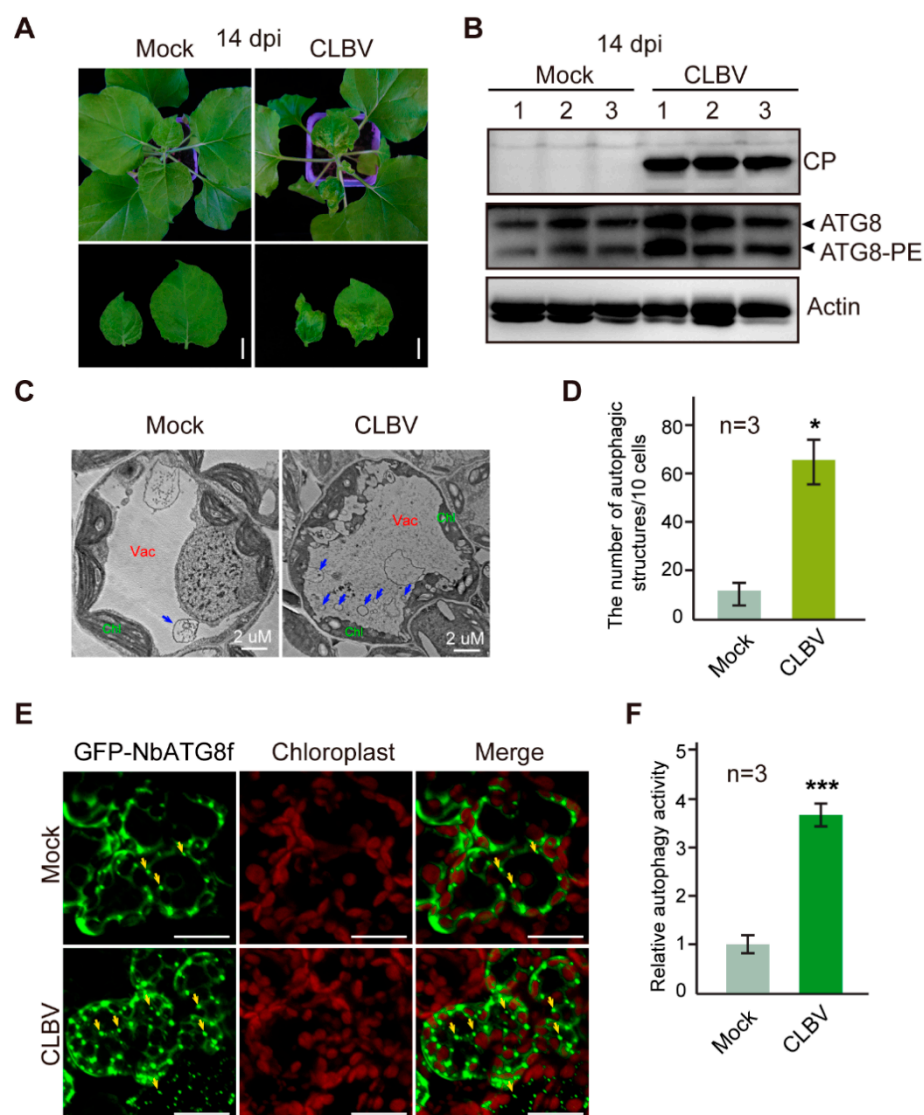 A
14 dpi
Mock CLBV
B
14 dpi
Mock CLBV
1 2 3 1 2 3
CP
ATG8
ATG8-PE
Actin
C
Mock CLBV
Vac
Chl
2 uM
Vac
Chl
Chl
2 uM
D
The number of autophagic
structures/10 cells
80
60
40
20
0
n=3
*
Mock CLBV
E
GFP-NbATG8f Chloroplast Merge
Mock
CLBV
F
Relative autophagy activity
5
4
3
2
1
0
n=3
***
Mock CLBV